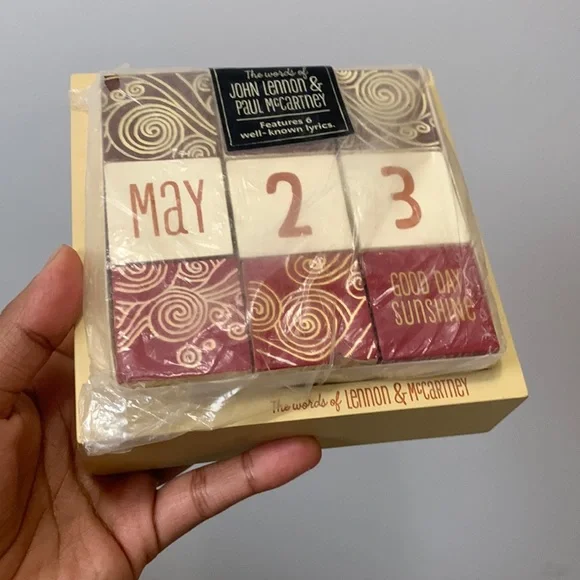 The words of
JOHN LENNON &
PAUL McCARTNEY
Features 6
well-known lyrics.
May 2 3
GOOD DAY
SUNSHINE
The words of LENNON & McCARTNEY